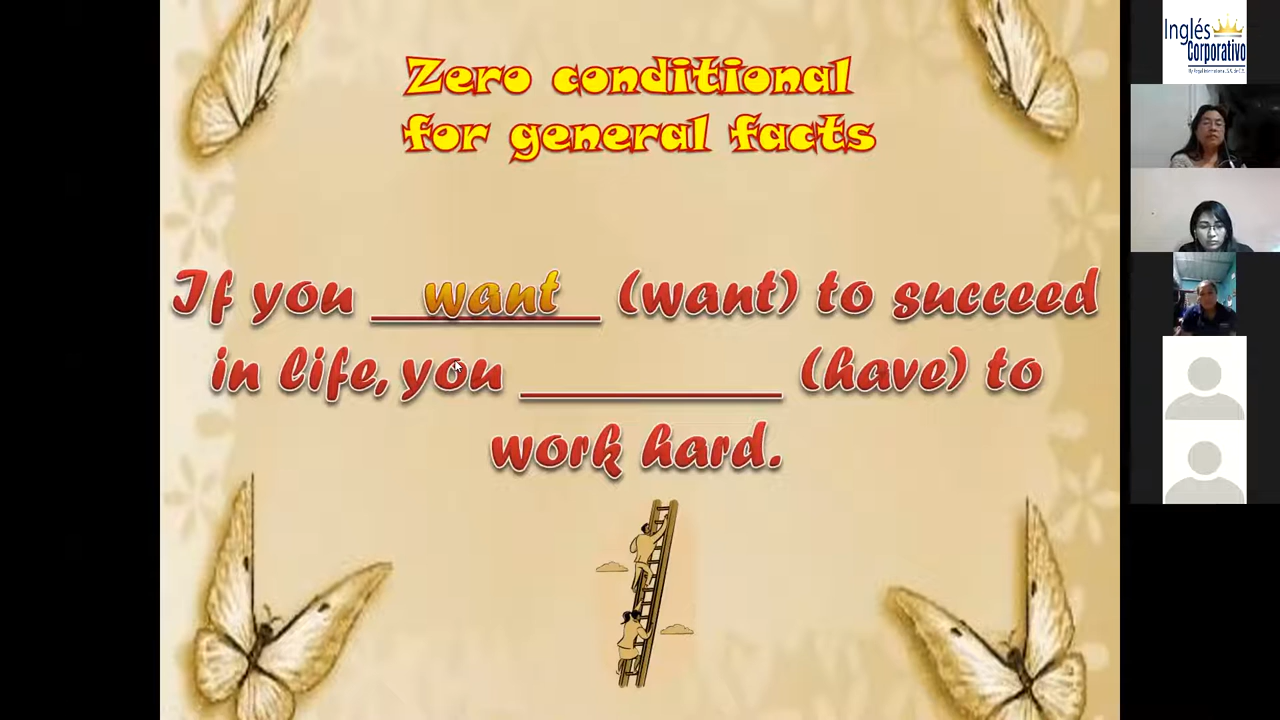 Zero conditional
for general facts
If you want (want) to succeed
in life, you __________ (have) to
work hard.
Inglés
Corporativo